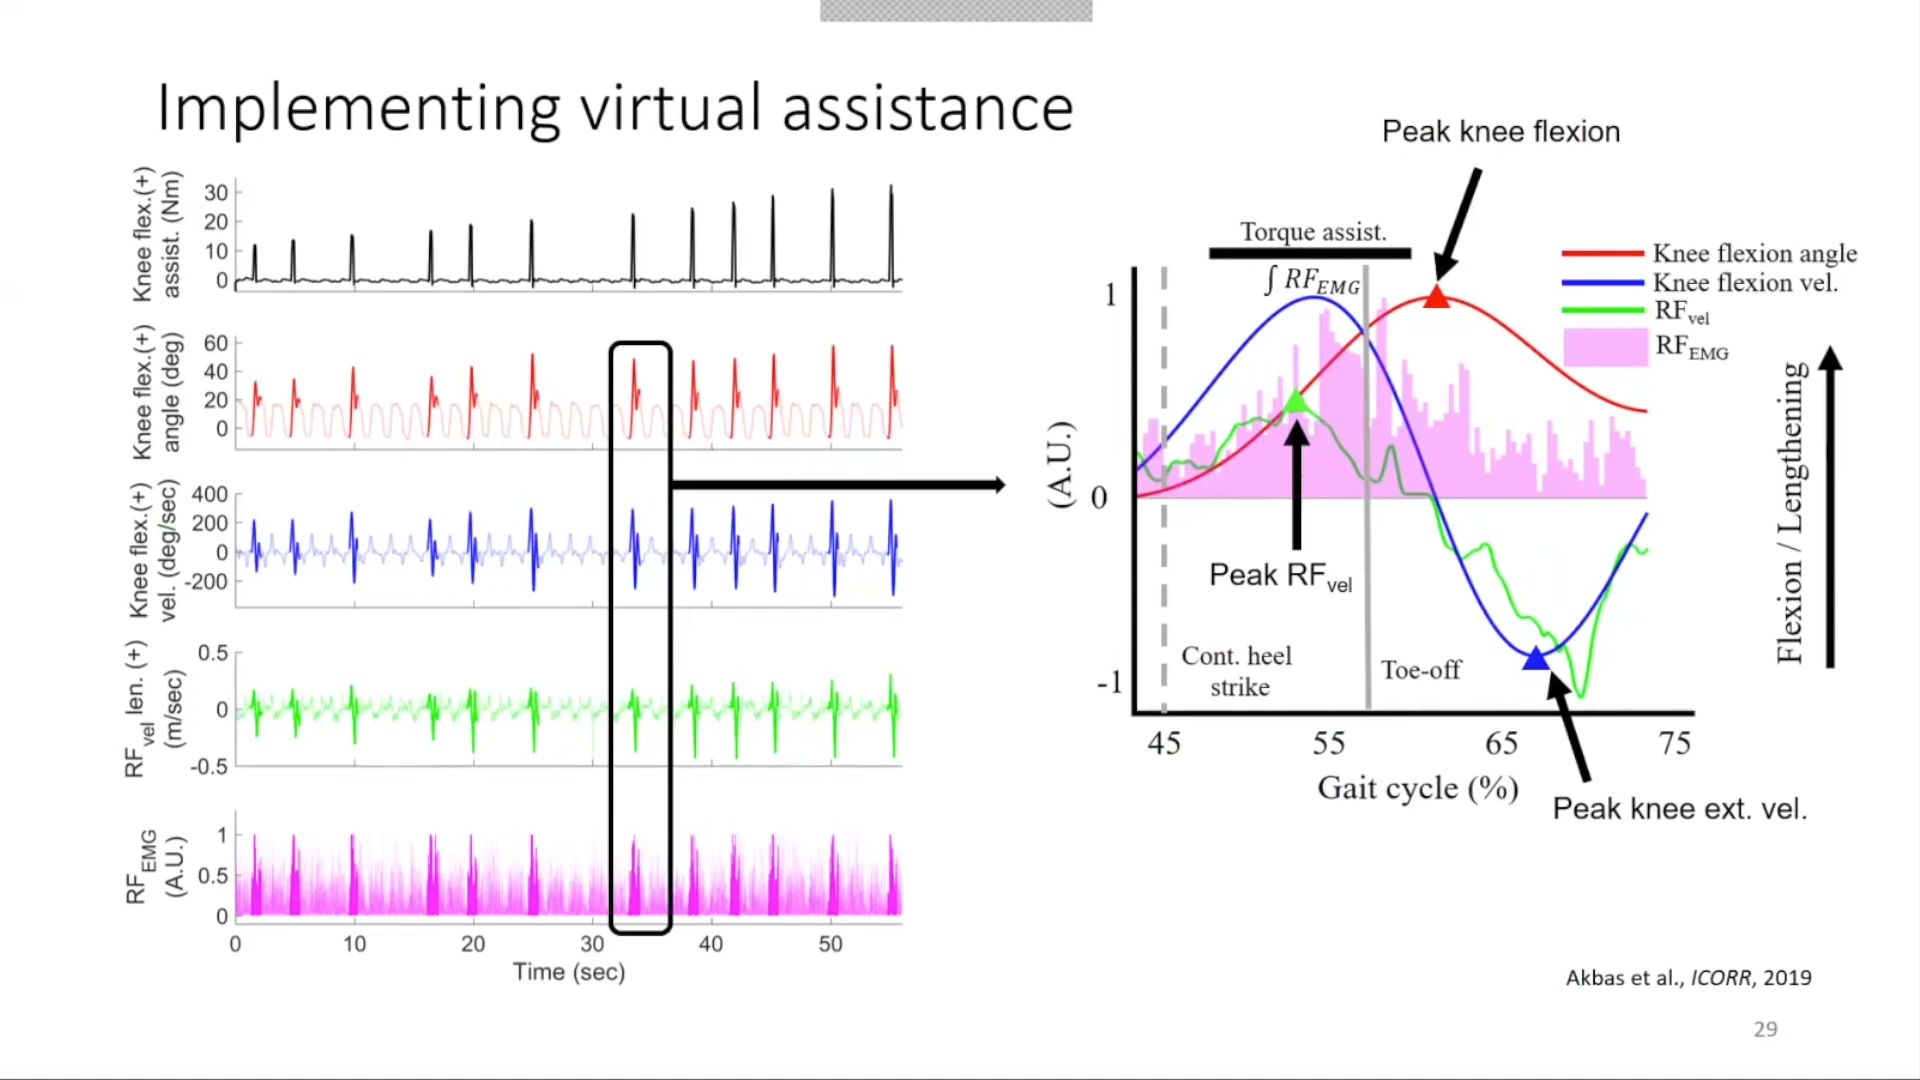 Implementing virtual assistance
Knee flex.(+)
assist. (Nm)
30
20
10
0
Knee flex.(+)
angle (deg)
60
40
20
0
Knee flex.(+)
vel. (deg/sec)
400
200
0
-200
RFvel len. (+)
(m/sec)
0.5
0
-0.5
RFEMG
(A.U.)
1
0.5
0
0 10 20 30 40 50
Time (sec)
Peak knee flexion
Torque assist.
∫ RFEMG
Knee flexion angle
Knee flexion vel.
RFvel
RFEMG
(A.U.)
1
0
-1
Peak RFvel
Cont. heel
strike
Toe-off
45 55 65 75
Gait cycle (%)
Peak knee ext. vel.
Flexion / Lengthening
Akbas et al., ICORR, 2019
29